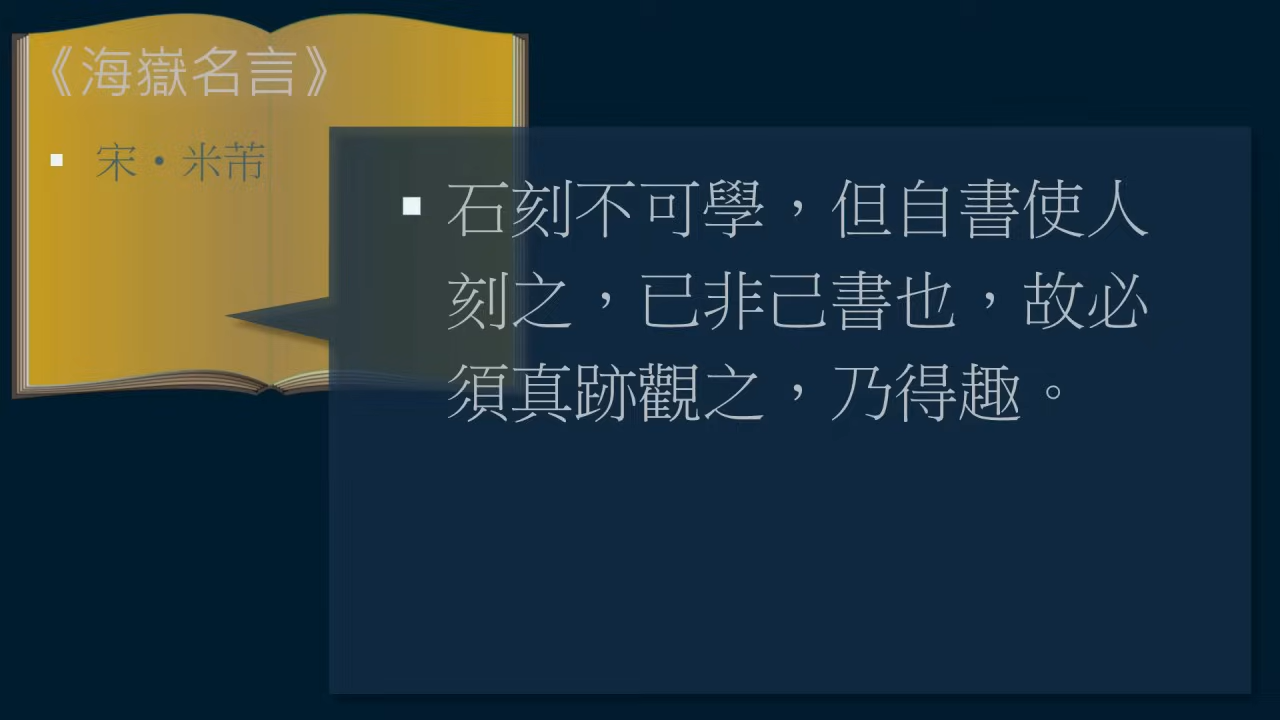 《海嶽名言》
宋•米芾
石刻不可學，但自書使人
刻之，已非己書也，故必
須真跡觀之，乃得趣。